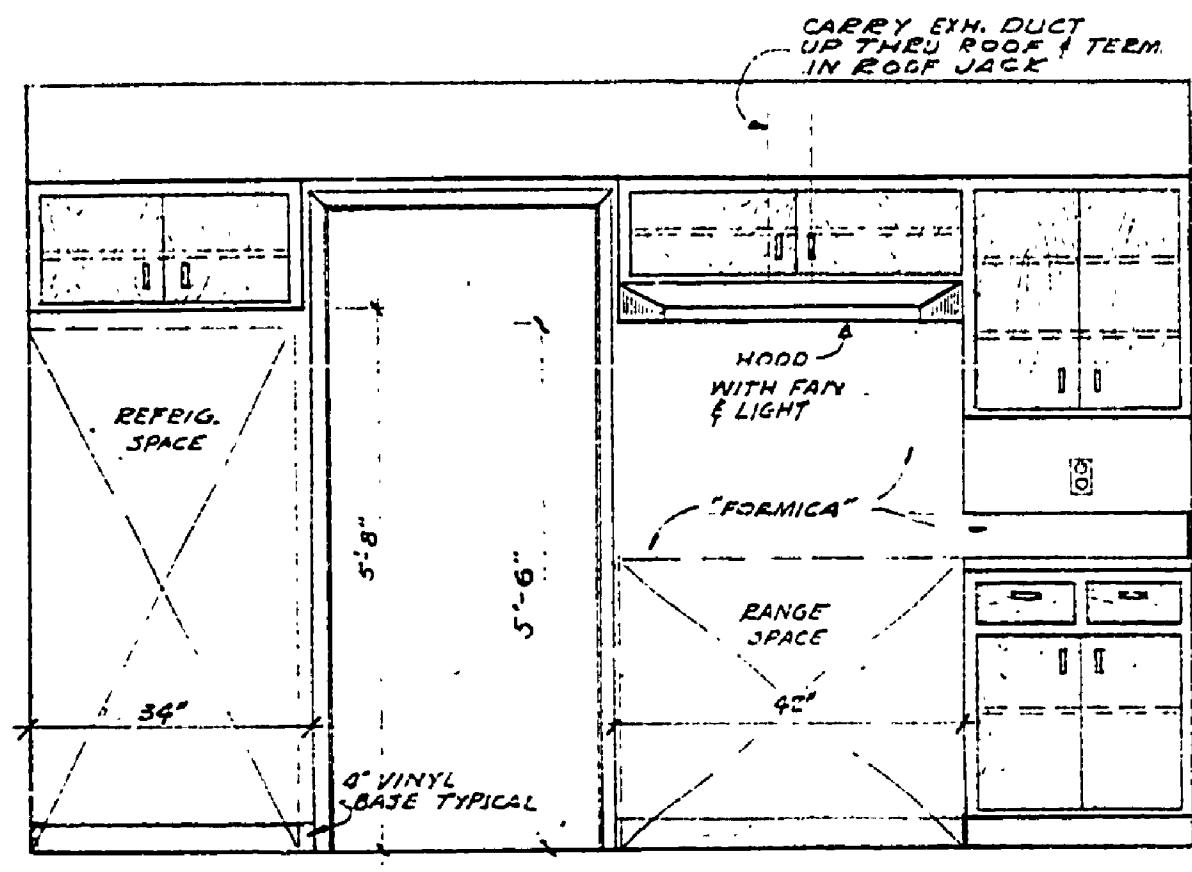 CARRY EXH. DUCT
UP THRU ROOF & TERM.
IN ROOF JACK
HOOD
WITH FAN
& LIGHT
REFRIG.
SPACE
"FORMICA"
5'-8"
5'-6"
RANGE
SPACE
34"
42"
4" VINYL
BASE TYPICAL